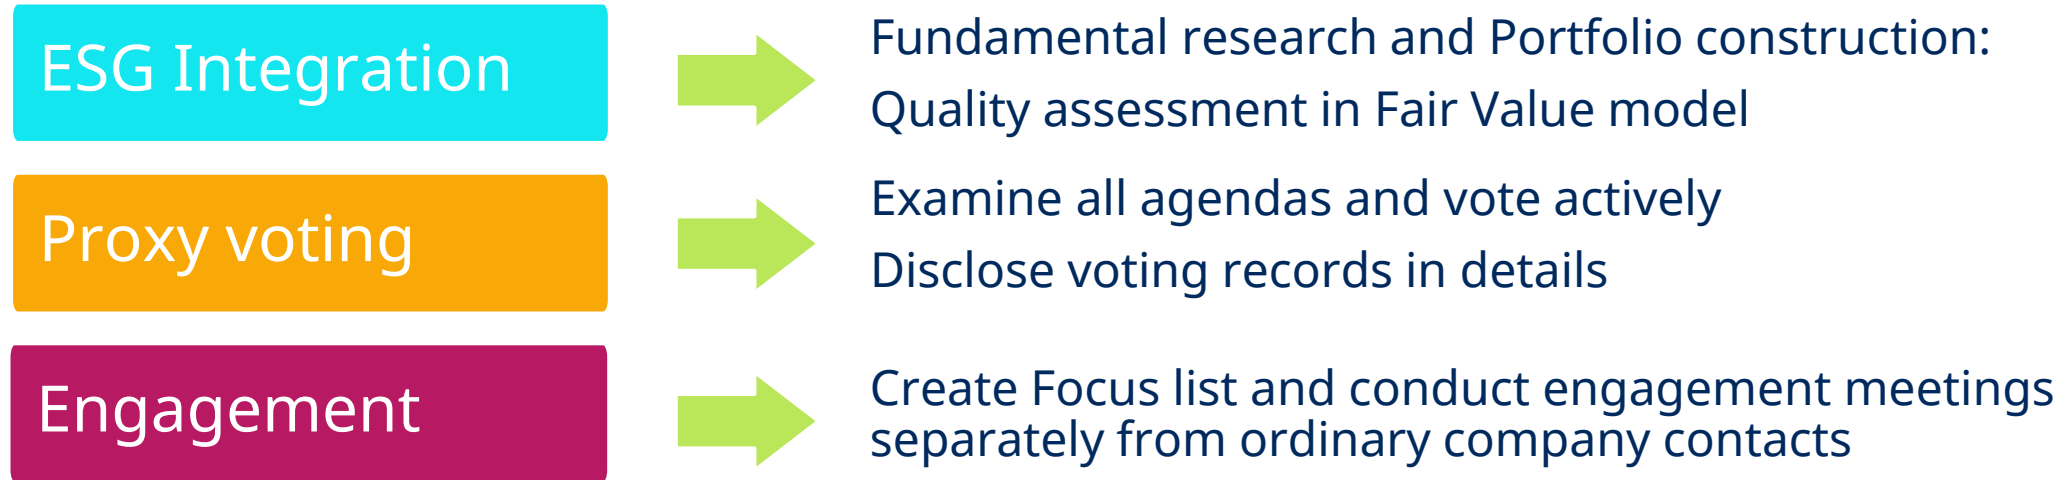 ESG Integration
Fundamental research and Portfolio construction:
Quality assessment in Fair Value model
Proxy voting
Examine all agendas and vote actively
Disclose voting records in details
Engagement
Create Focus list and conduct engagement meetings
separately from ordinary company contacts